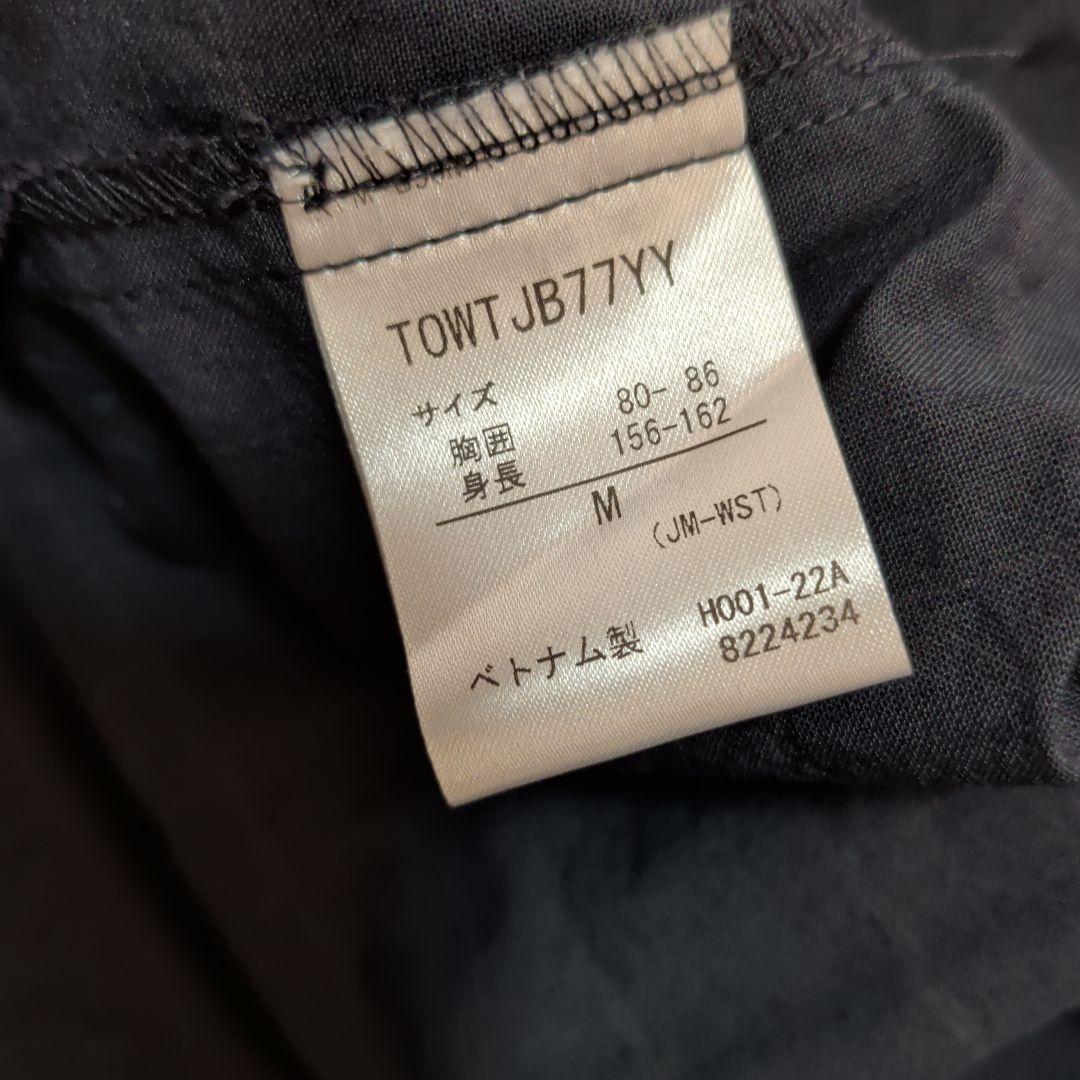 TOWTJB77YY
サイズ
胸囲 80- 86
身長 156-162
M
(JM-WST)
H001-22A
ベトナム製 8224234